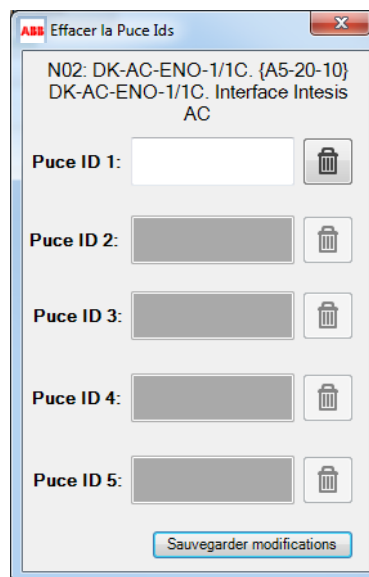 ABB Effacer la Puce Ids
N02: DK-AC-ENO-1/1C. {A5-20-10}
DK-AC-ENO-1/1C. Interface Intesis
AC
Puce ID 1:
Puce ID 2:
Puce ID 3:
Puce ID 4:
Puce ID 5:
Sauvegarder modifications